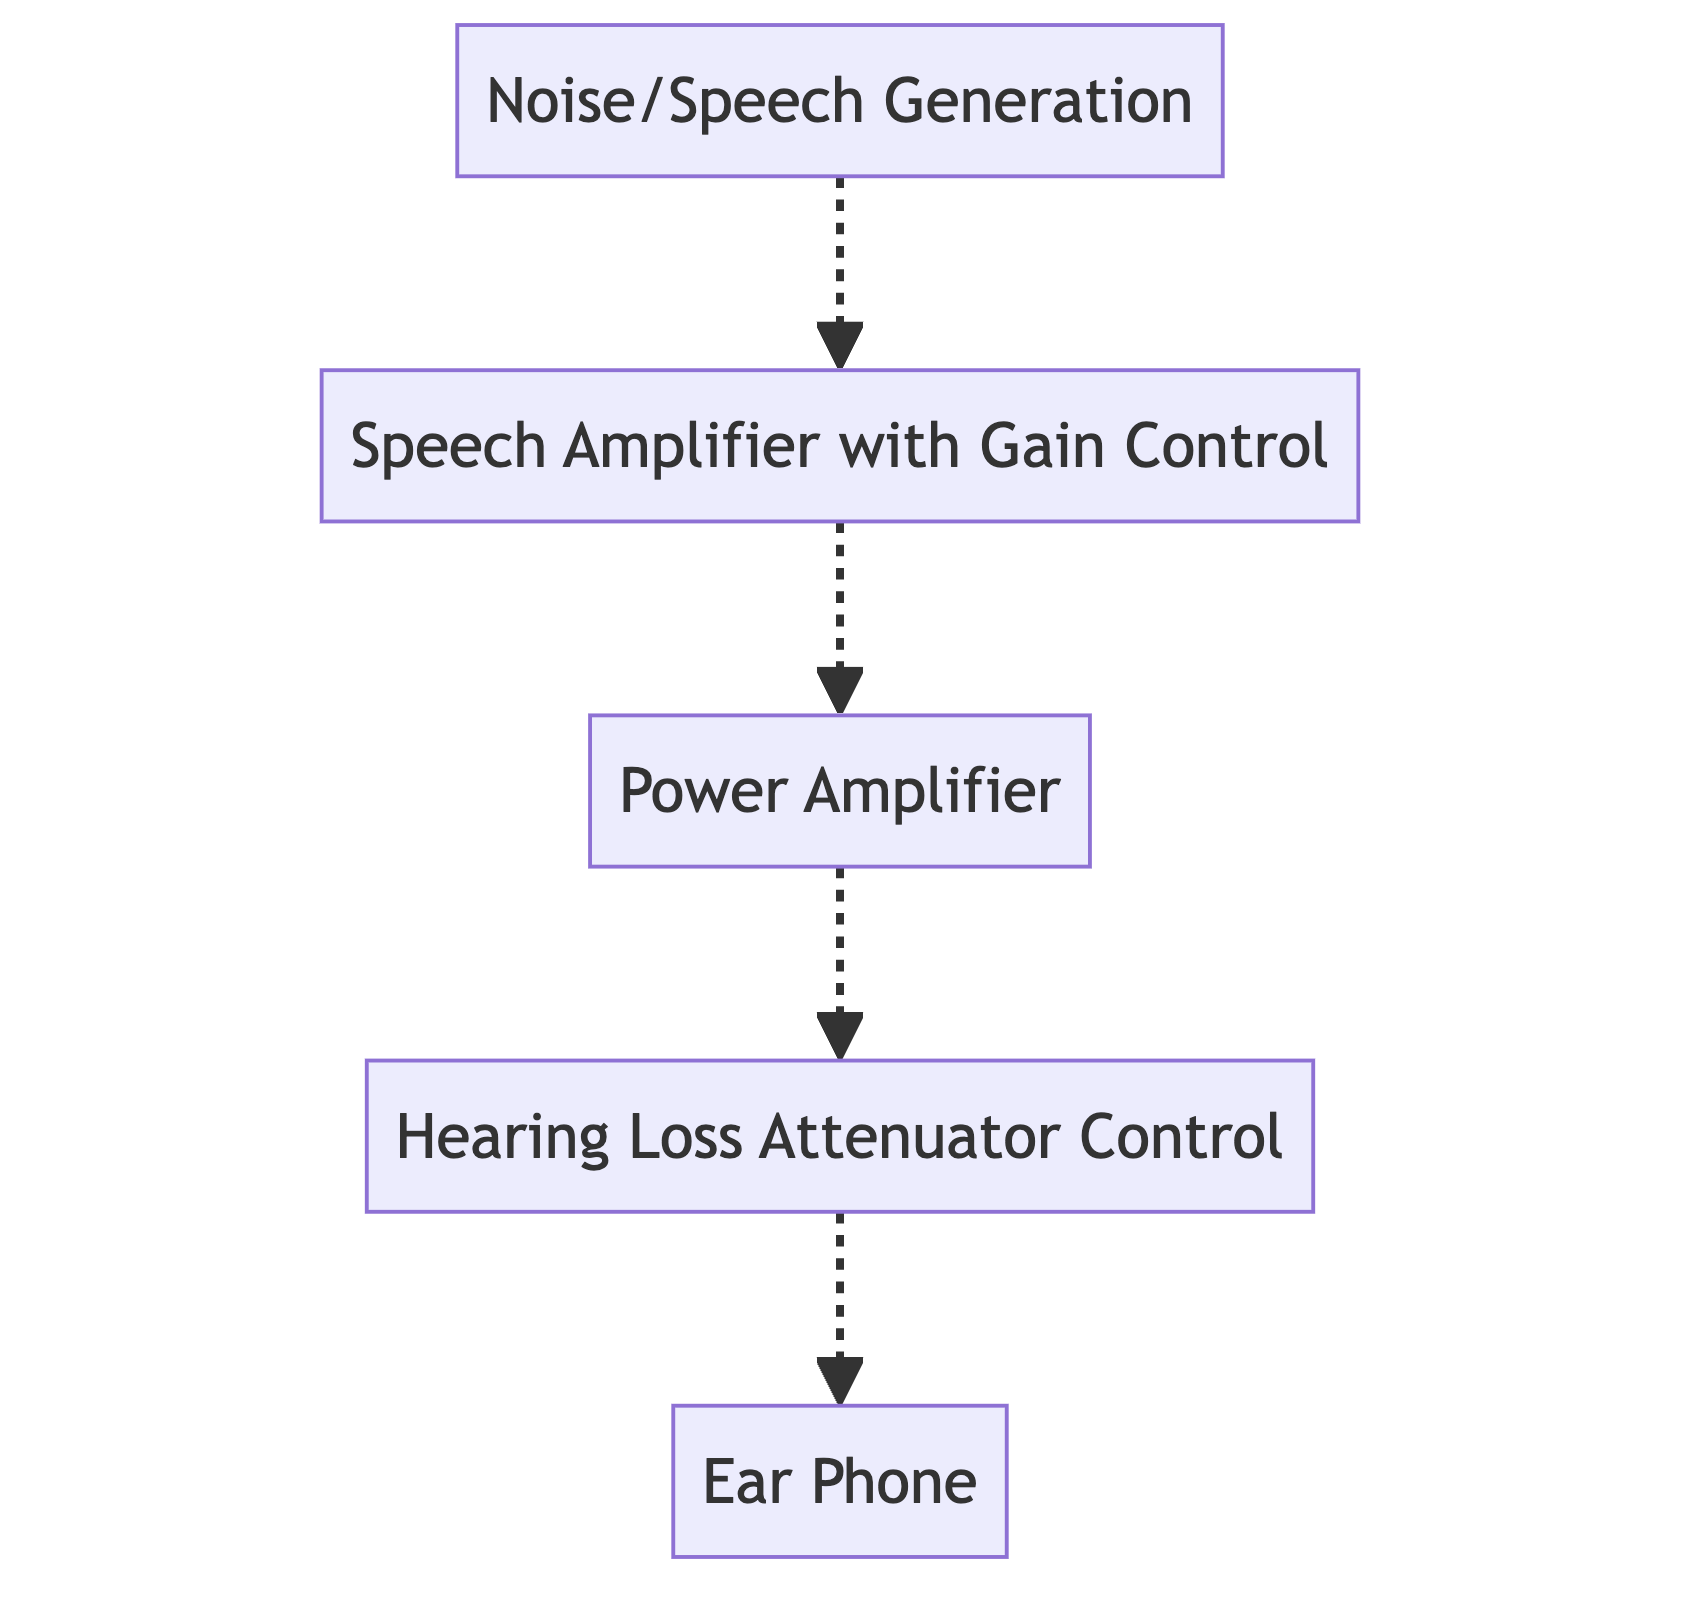 Noise/Speech Generation
Speech Amplifier with Gain Control
Power Amplifier
Hearing Loss Attenuator Control
Ear Phone